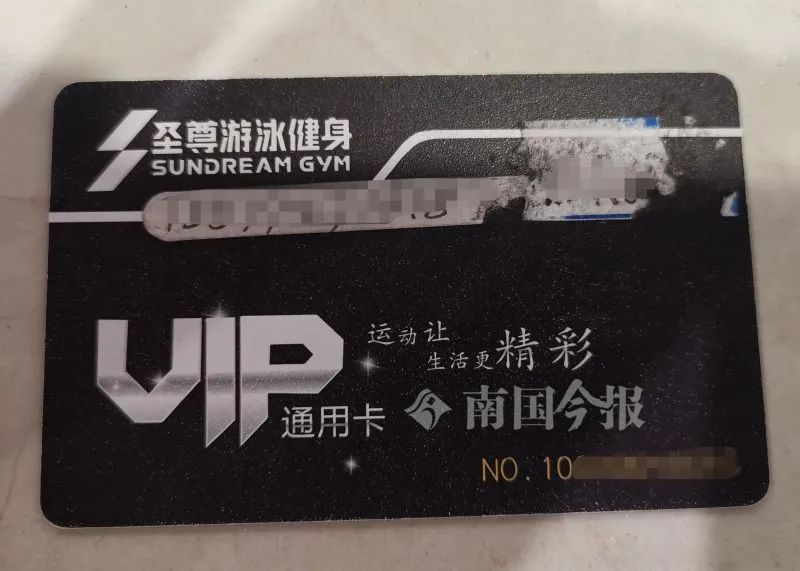 圣尊游泳健身
SUNDREAM GYM
VIP
通用卡
运动让
生活更精彩
南国今报
NO. 10